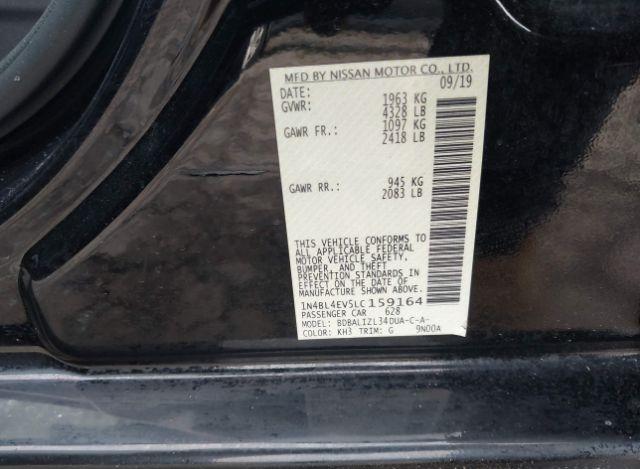 MFD BY NISSAN MOTOR CO., LTD.
DATE: 09/19
GVWR: 1963 KG
4328 LB
GAWR FR.: 1097 KG
2418 LB
GAWR RR.: 945 KG
2083 LB
THIS VEHICLE CONFORMS TO
ALL APPLICABLE FEDERAL
MOTOR VEHICLE SAFETY,
BUMPER, AND THEFT
PREVENTION STANDARDS IN
EFFECT ON THE DATE OF
MANUFACTURE SHOWN ABOVE.
1N4BL4EV5LC159164
PASSENGER CAR 628
MODEL: BDBALIZL34DUA-C-A-
COLOR: KH3 TRIM: G 9N00A